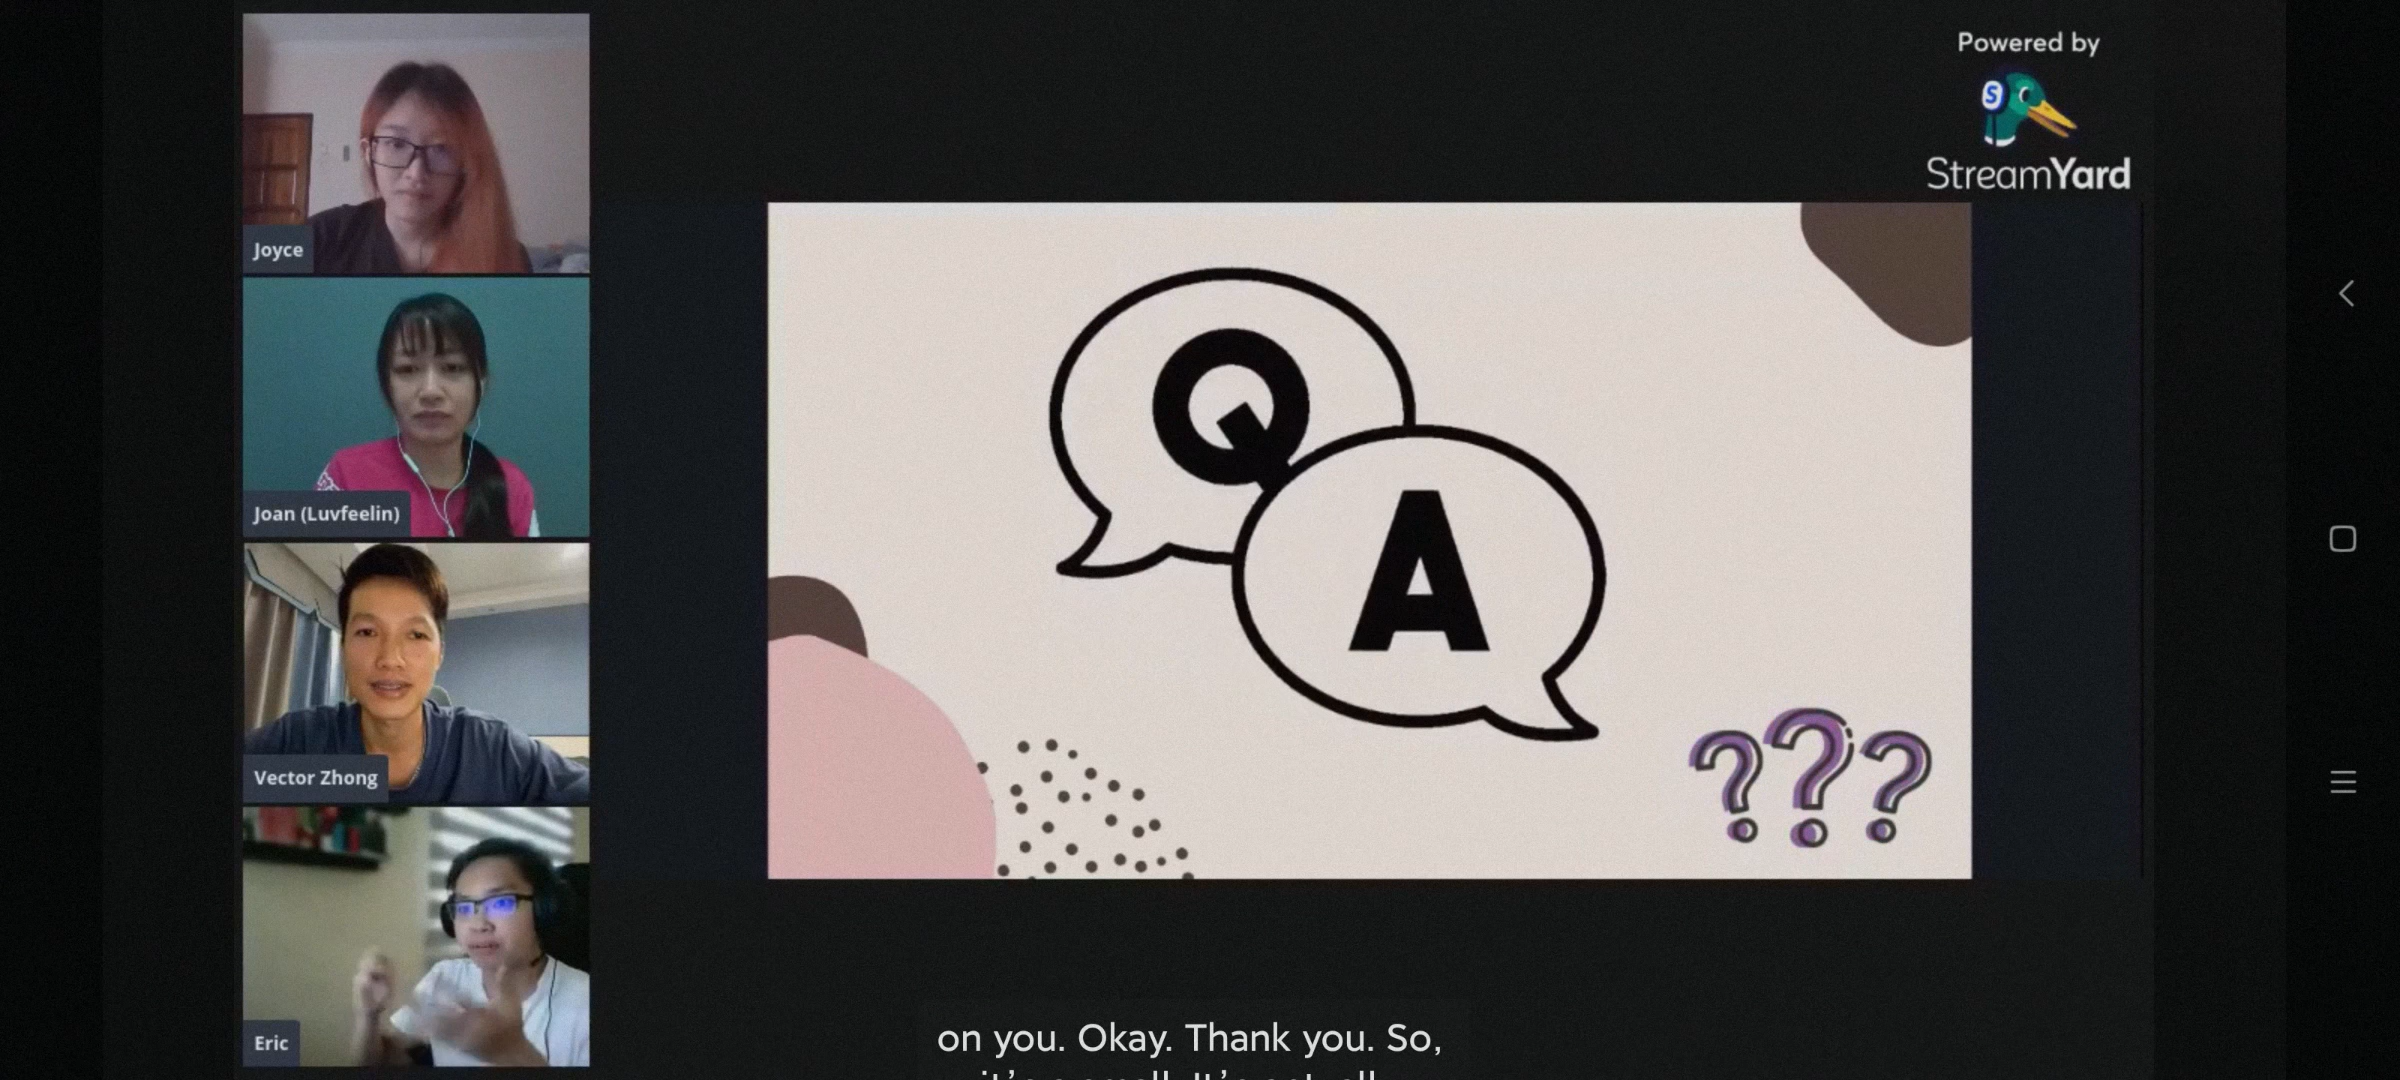 Powered by
S
StreamYard
Joyce
Joan (Luvfeelin)
Vector Zhong
Eric
Q
A
???
on you. Okay. Thank you. So,